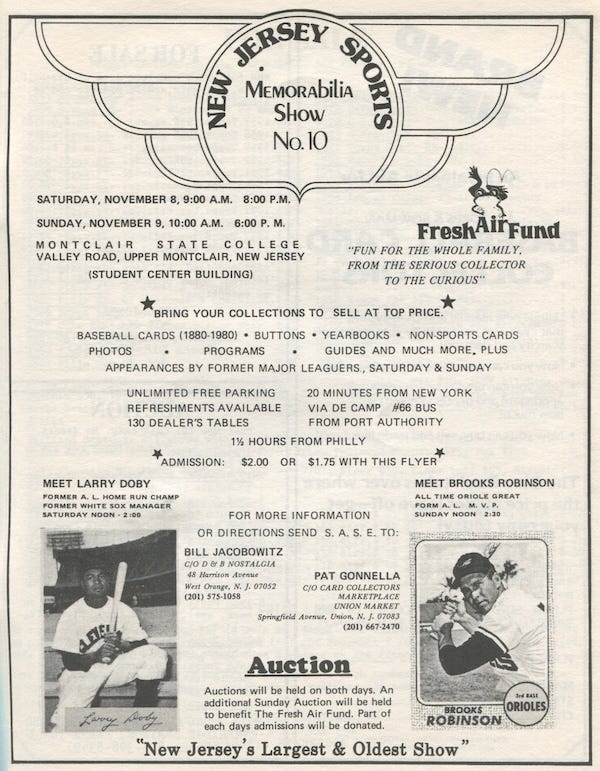 NEW JERSEY SPORTS
MEMORABILIA
SHOW
NO. 10
SATURDAY, NOVEMBER 8, 9:00 A.M. 8:00 P.M.
SUNDAY, NOVEMBER 9, 10:00 A.M. 6:00 P. M.
MONTCLAIR STATE COLLEGE
VALLEY ROAD, UPPER MONTCLAIR, NEW JERSEY
(STUDENT CENTER BUILDING)
Fresh Air Fund
"FUN FOR THE WHOLE FAMILY,
FROM THE SERIOUS COLLECTOR
TO THE CURIOUS"
BRING YOUR COLLECTIONS TO SELL AT TOP PRICE.
BASEBALL CARDS (1880-1980) • BUTTONS • YEARBOOKS • NON-SPORTS CARDS
PHOTOS • PROGRAMS • GUIDES AND MUCH MORE, PLUS
APPEARANCES BY FORMER MAJOR LEAGUERS, SATURDAY & SUNDAY
UNLIMITED FREE PARKING
REFRESHMENTS AVAILABLE
130 DEALER'S TABLES
20 MINUTES FROM NEW YORK
VIA DE CAMP #66 BUS
FROM PORT AUTHORITY
1½ HOURS FROM PHILLY
ADMISSION: $2.00 OR $1.75 WITH THIS FLYER
MEET LARRY DOBY
FORMER A. L. HOME RUN CHAMP
FORMER WHITE SOX MANAGER
SATURDAY NOON - 2:00
MEET BROOKS ROBINSON
ALL TIME ORIOLE GREAT
FORM A. L. M. V. P.
SUNDAY NOON 2:30
FOR MORE INFORMATION
OR DIRECTIONS SEND S. A. S. E. TO:
BILL JACOBOWITZ
C/O D & B NOSTALGIA
48 Harrison Avenue
West Orange, N. J. 07052
(201) 575-1058
PAT GONNELLA
C/O CARD COLLECTORS
MARKETPLACE
UNION MARKET
Springfield Avenue, Union, N. J. 07083
(201) 667-2470
Larry Doby
Auction
Auctions will be held on both days. An
additional Sunday Auction will be held
to benefit The Fresh Air Fund. Part of
each days admissions will be donated.
BROOKS
ROBINSON
3rd BASE
ORIOLES
"New Jersey's Largest & Oldest Show"